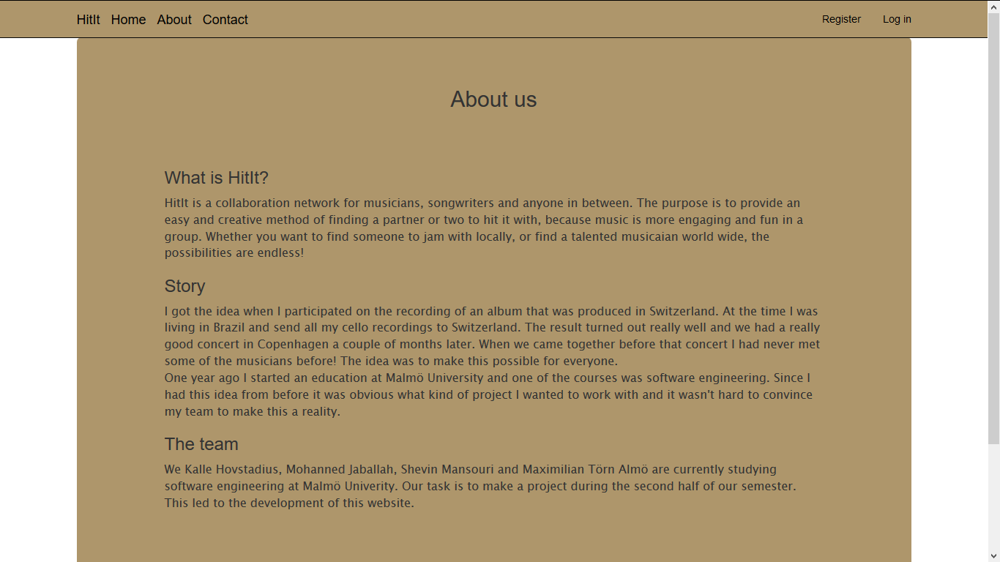 HitIt Home About Contact Register Log in
About us
What is HitIt?
HitIt is a collaboration network for musicians, songwriters and anyone in between. The purpose is to provide an
easy and creative method of finding a partner or two to hit it with, because music is more engaging and fun in a
group. Whether you want to find someone to jam with locally, or find a talented musicaian world wide, the
possibilities are endless!
Story
I got the idea when I participated on the recording of an album that was produced in Switzerland. At the time I was
living in Brazil and send all my cello recordings to Switzerland. The result turned out really well and we had a really
good concert in Copenhagen a couple of months later. When we came together before that concert I had never met
some of the musicians before! The idea was to make this possible for everyone.
One year ago I started an education at Malmö University and one of the courses was software engineering. Since I
had this idea from before it was obvious what kind of project I wanted to work with and it wasn't hard to convince
my team to make this a reality.
The team
We Kalle Hovstadius, Mohanned Jaballah, Shevin Mansouri and Maximilian Törn Almö are currently studying
software engineering at Malmö Univerity. Our task is to make a project during the second half of our semester.
This led to the development of this website.